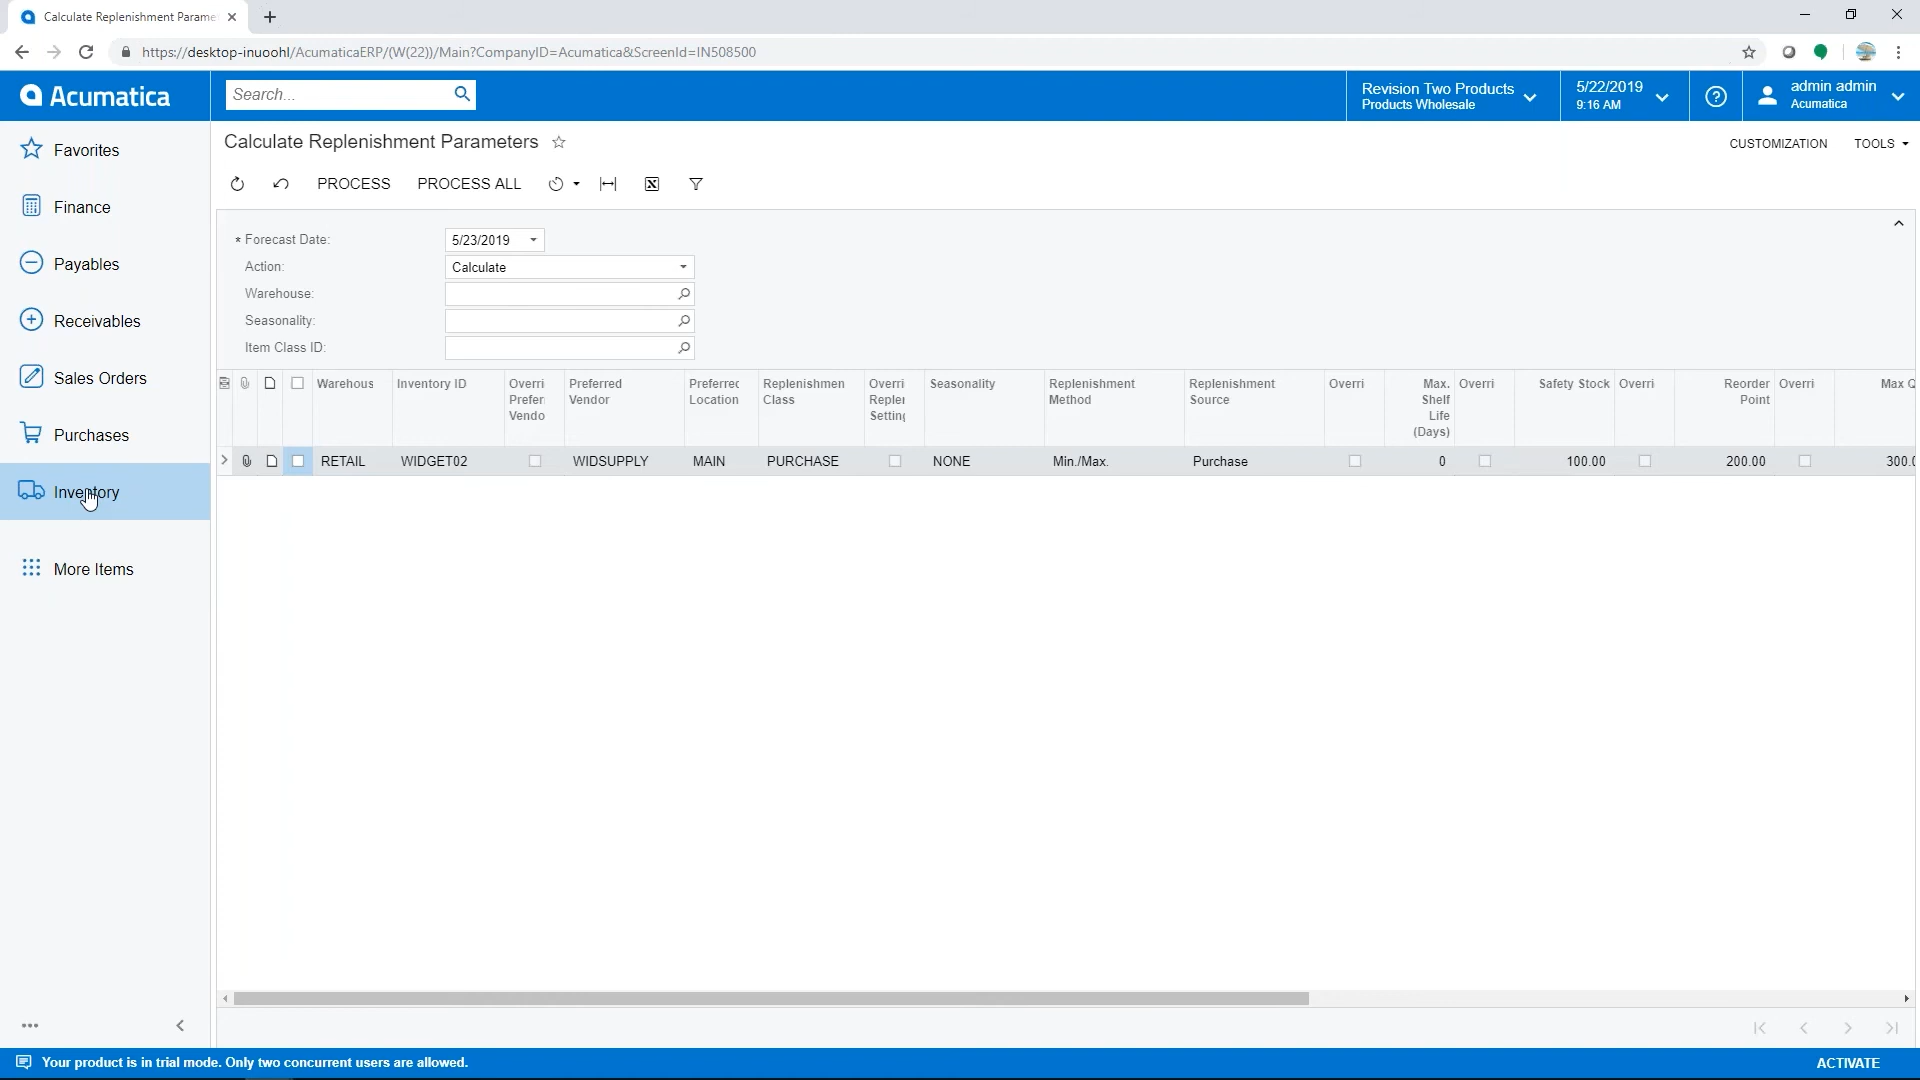 Calculate Replenishment Parame
https://desktop-inuoohl/AcumaticaERP/(W(22))/Main?CompanyID=Acumatica&ScreenId=IN508500
Acumatica
Search...
Revision Two Products
Products Wholesale
5/22/2019
9:16 AM
admin admin
Acumatica
Favorites
Finance
Payables
Receivables
Sales Orders
Purchases
Inventory
More Items
Calculate Replenishment Parameters
CUSTOMIZATION TOOLS
PROCESS PROCESS ALL
* Forecast Date: 5/23/2019
Action: Calculate
Warehouse:
Seasonality:
Item Class ID:
Warehous Inventory ID Overri Prefer Vendo Preferred Vendor Preferrec Location Replenishmen Class Overri Repler Setting Seasonality Replenishment Method Replenishment Source Overri Max. Shelf Life (Days) Overri Safety Stock Overri Reorder Point Overri Max Q
RETAIL WIDGET02 WIDSUPPLY MAIN PURCHASE NONE Min./Max. Purchase 0 100.00 200.00 300.0
Your product is in trial mode. Only two concurrent users are allowed.
ACTIVATE